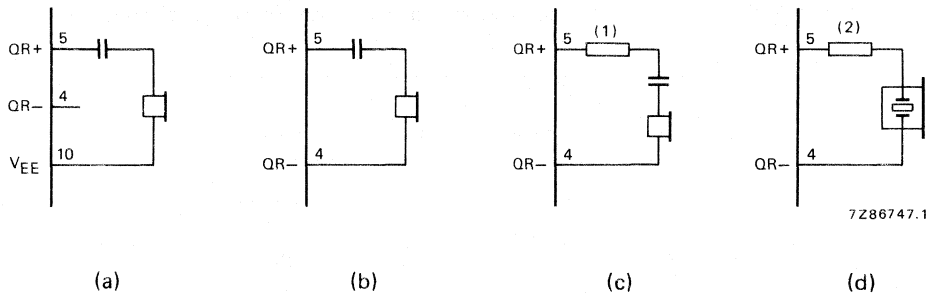 5 5 5 (1) 5 (2)
QR+ QR+ QR+ QR+
4
QR−
10 4 4 4
VEE QR− QR− QR−
7Z86747.1
(a) (b) (c) (d)